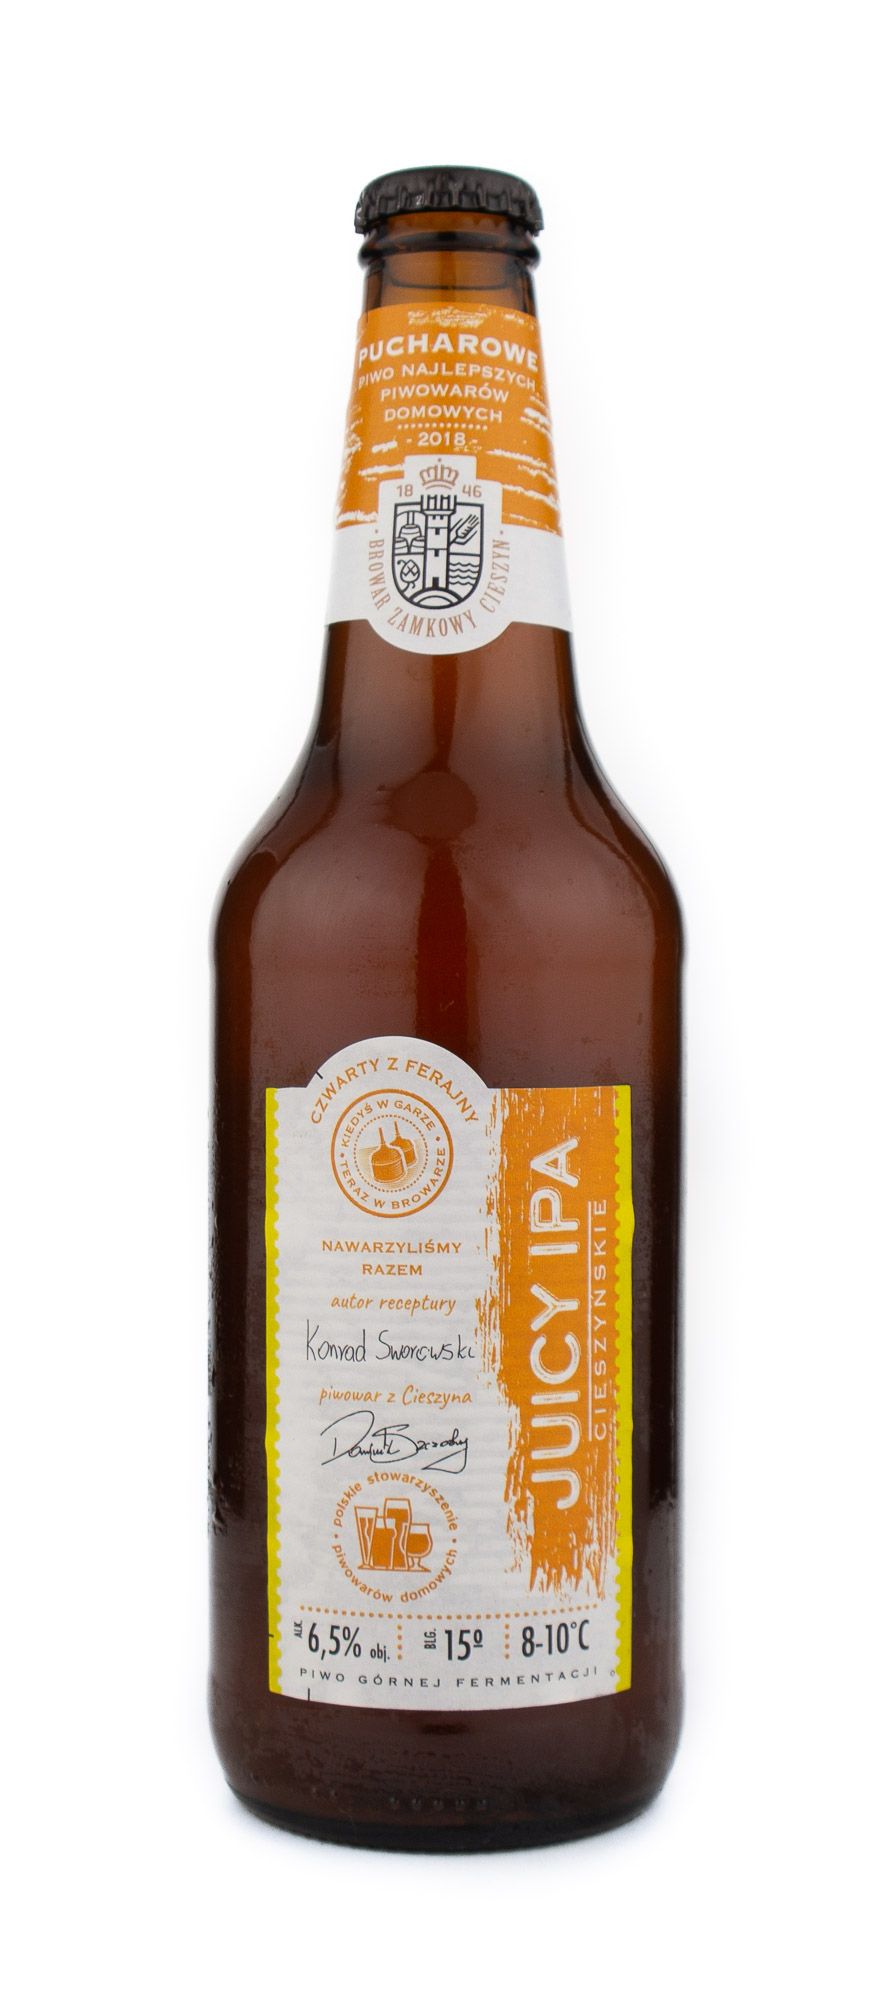 PUCHAROWE
PIWO NAJLEPSZYCH
PIWOWARÓW
DOMOWYCH
- 2018 -
18 46
· BROWAR ZAMKOWY CIESZYN ·
CZWARTY Z FERAJNY
KIEDYŚ W GARZE ·
TERAZ W BROWARZE ·
NAWARZYLIŚMY
RAZEM
autor receptury
Konrad Sworowski
piwowar z Cieszyna
polskie stowarzyszenie
· piwowarów domowych ·
JUICY IPA
CIESZYŃSKIE
ALK. 6,5% obj.
BLG. 15º
8-10°C
PIWO GÓRNEJ FERMENTACJI